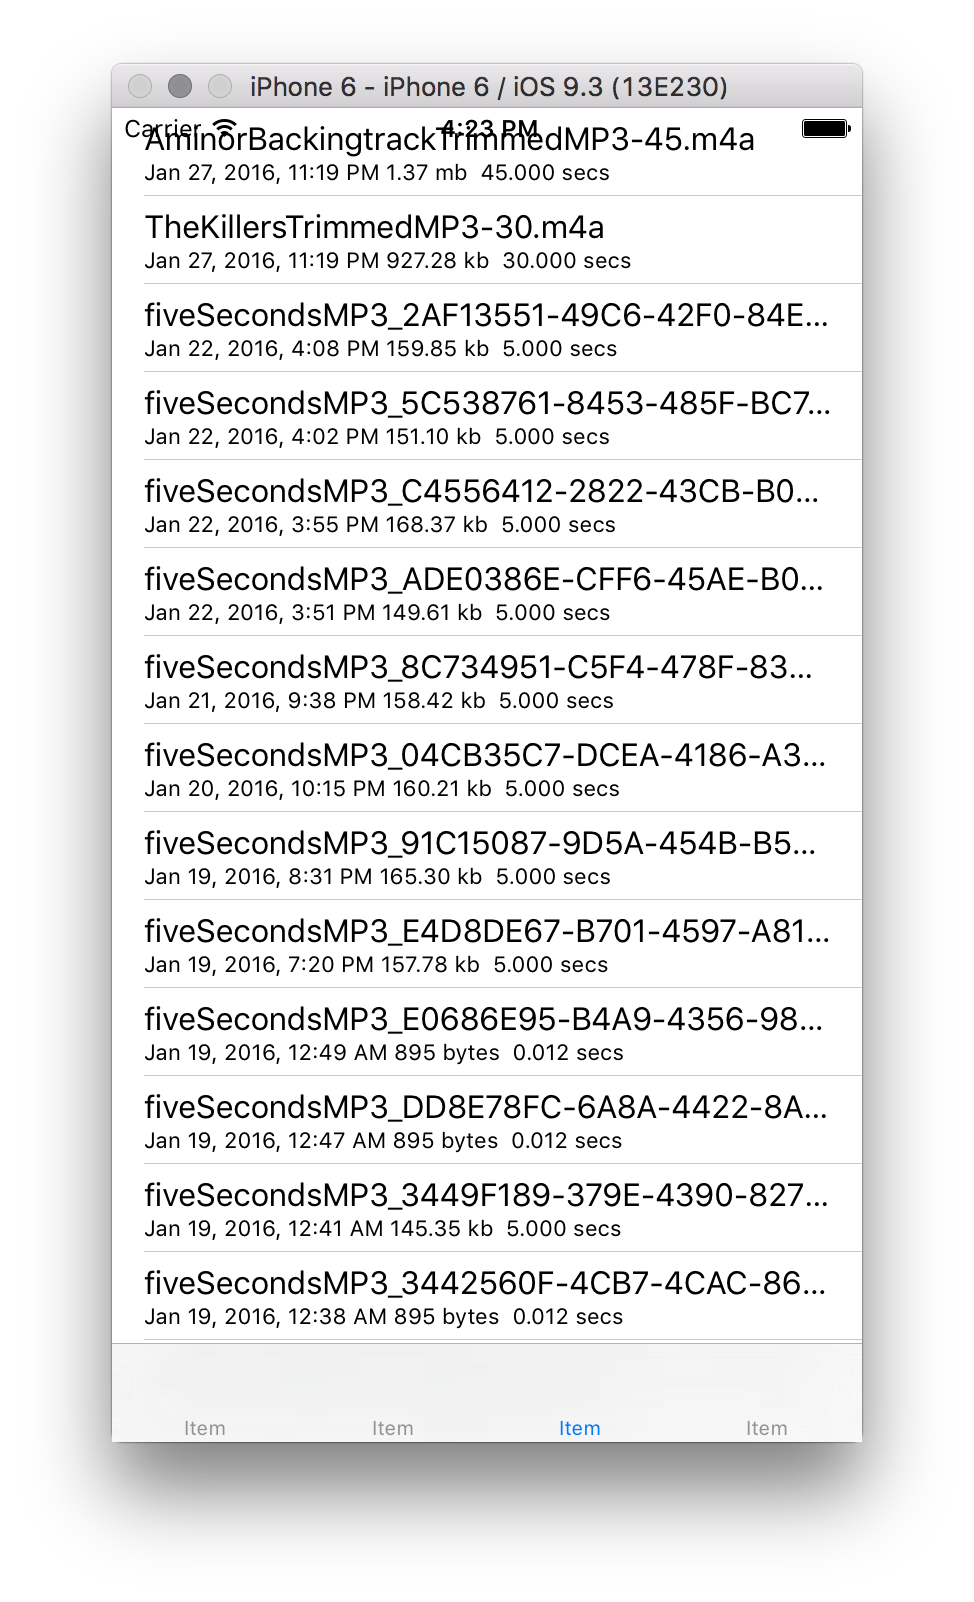 iPhone 6 - iPhone 6 / iOS 9.3 (13E230)
Carrier 4:23 PM
AminorBackingtrackTrimmedMP3-45.m4a
Jan 27, 2016, 11:19 PM 1.37 mb  45.000 secs
TheKillersTrimmedMP3-30.m4a
Jan 27, 2016, 11:19 PM 927.28 kb  30.000 secs
fiveSecondsMP3_2AF13551-49C6-42F0-84E...
Jan 22, 2016, 4:08 PM 159.85 kb  5.000 secs
fiveSecondsMP3_5C538761-8453-485F-BC7...
Jan 22, 2016, 4:02 PM 151.10 kb  5.000 secs
fiveSecondsMP3_C4556412-2822-43CB-B0...
Jan 22, 2016, 3:55 PM 168.37 kb  5.000 secs
fiveSecondsMP3_ADE0386E-CFF6-45AE-B0...
Jan 22, 2016, 3:51 PM 149.61 kb  5.000 secs
fiveSecondsMP3_8C734951-C5F4-478F-83...
Jan 21, 2016, 9:38 PM 158.42 kb  5.000 secs
fiveSecondsMP3_04CB35C7-DCEA-4186-A3...
Jan 20, 2016, 10:15 PM 160.21 kb  5.000 secs
fiveSecondsMP3_91C15087-9D5A-454B-B5...
Jan 19, 2016, 8:31 PM 165.30 kb  5.000 secs
fiveSecondsMP3_E4D8DE67-B701-4597-A81...
Jan 19, 2016, 7:20 PM 157.78 kb  5.000 secs
fiveSecondsMP3_E0686E95-B4A9-4356-98...
Jan 19, 2016, 12:49 AM 895 bytes  0.012 secs
fiveSecondsMP3_DD8E78FC-6A8A-4422-8A...
Jan 19, 2016, 12:47 AM 895 bytes  0.012 secs
fiveSecondsMP3_3449F189-379E-4390-827...
Jan 19, 2016, 12:41 AM 145.35 kb  5.000 secs
fiveSecondsMP3_3442560F-4CB7-4CAC-86...
Jan 19, 2016, 12:38 AM 895 bytes  0.012 secs
Item Item Item Item